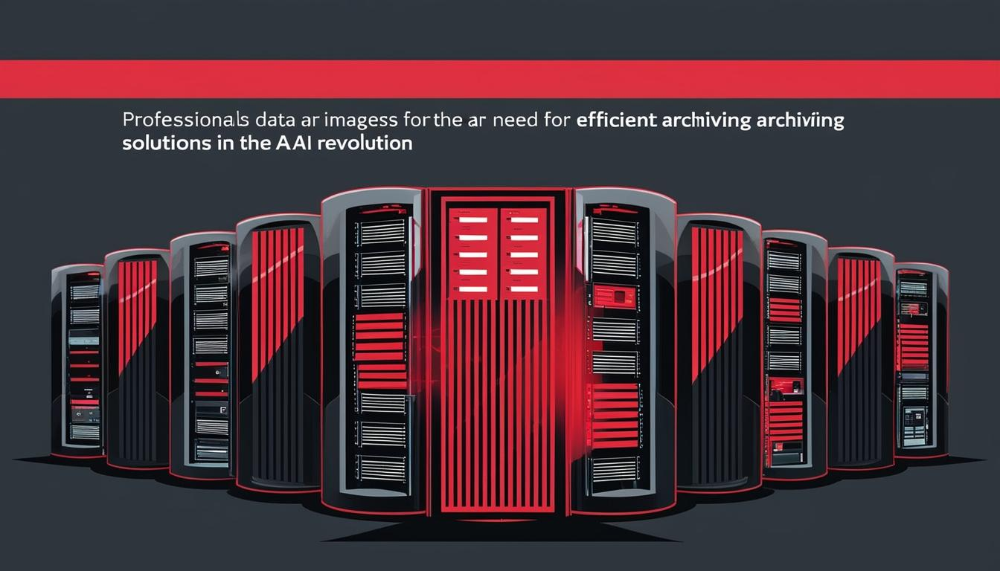 Professionals data ar imagess for the ar need for efficient archiving archiving
solutions in the AAI revolution